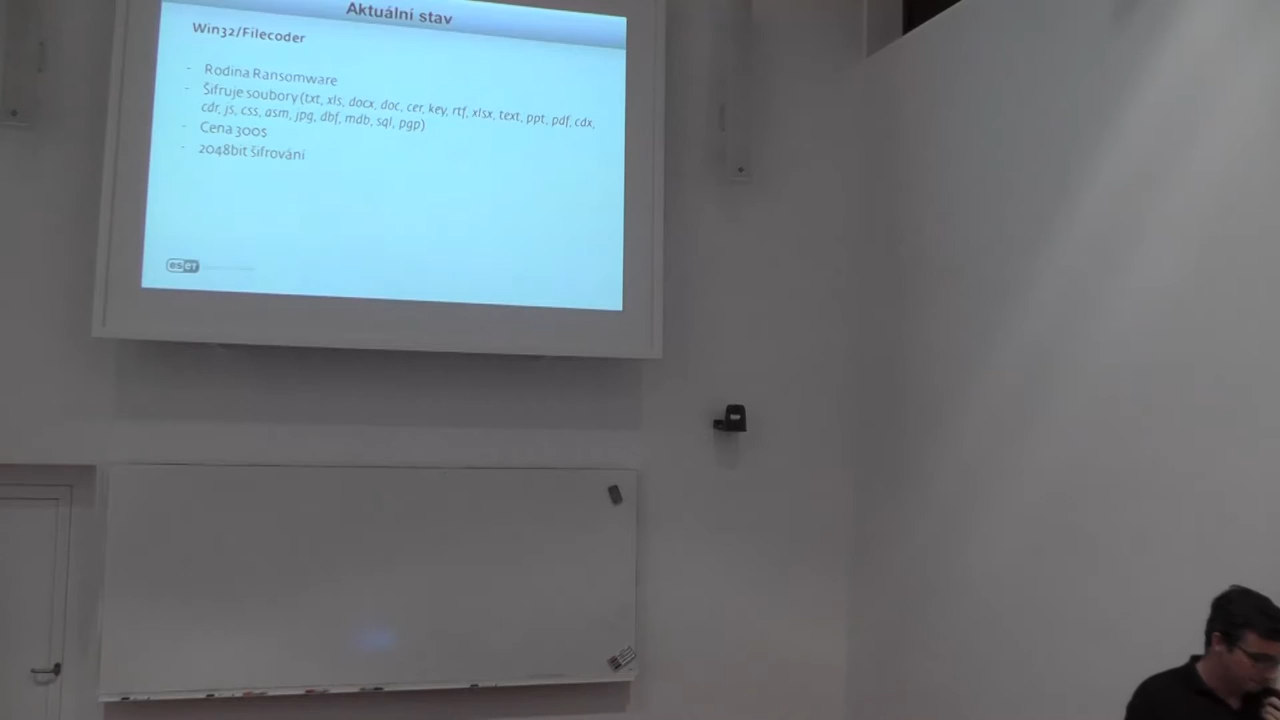 Aktuální stav
Win32/Filecoder
- Rodina Ransomware
- Šifruje soubory (txt, xls, docx, doc, cer, key, rtf, xlsx, text, ppt, pdf, cdx,
cdr, js, css, asm, jpg, dbf, mdb, sql, pgp)
- Cena 300$
- 2048bit šifrování
eseT